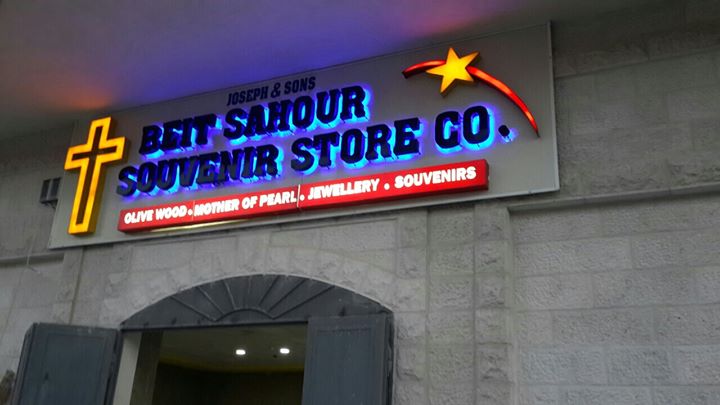 JOSEPH & SONS
BEIT SAHOUR
SOUVENIR STORE CO.
OLIVE WOOD • MOTHER OF PEARL • JEWELLERY • SOUVENIRS